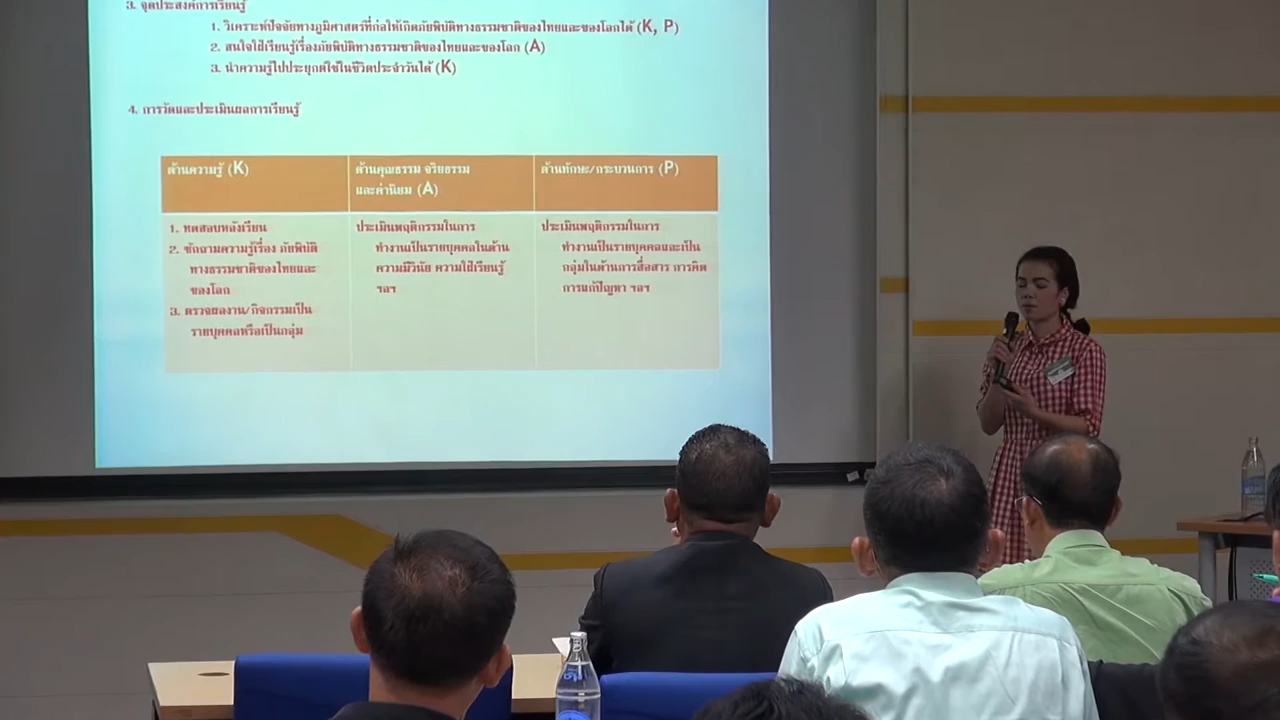 3. จุดประสงค์การเรียนรู้
1. วิเคราะห์ปัจจัยทางภูมิศาสตร์ที่ก่อให้เกิดภัยพิบัติทางธรรมชาติของไทยและของโลกได้ (K, P)
2. สนใจใฝ่เรียนรู้เรื่องภัยพิบัติทางธรรมชาติของไทยและของโลก (A)
3. นำความรู้ไปประยุกต์ใช้ในชีวิตประจำวันได้ (K)
4. การวัดและประเมินผลการเรียนรู้
ด้านความรู้ (K)
ด้านคุณธรรม จริยธรรม
และค่านิยม (A)
ด้านทักษะ/กระบวนการ (P)
1. ทดสอบหลังเรียน
2. ซักถามความรู้เรื่อง ภัยพิบัติ
ทางธรรมชาติของไทยและ
ของโลก
3. ตรวจผลงาน/กิจกรรมเป็น
รายบุคคลหรือเป็นกลุ่ม
ประเมินพฤติกรรมในการ
ทำงานเป็นรายบุคคลในด้าน
ความมีวินัย ความใฝ่เรียนรู้
ฯลฯ
ประเมินพฤติกรรมในการ
ทำงานเป็นรายบุคคลและเป็น
กลุ่มในด้านการสื่อสาร การคิด
การแก้ปัญหา ฯลฯ